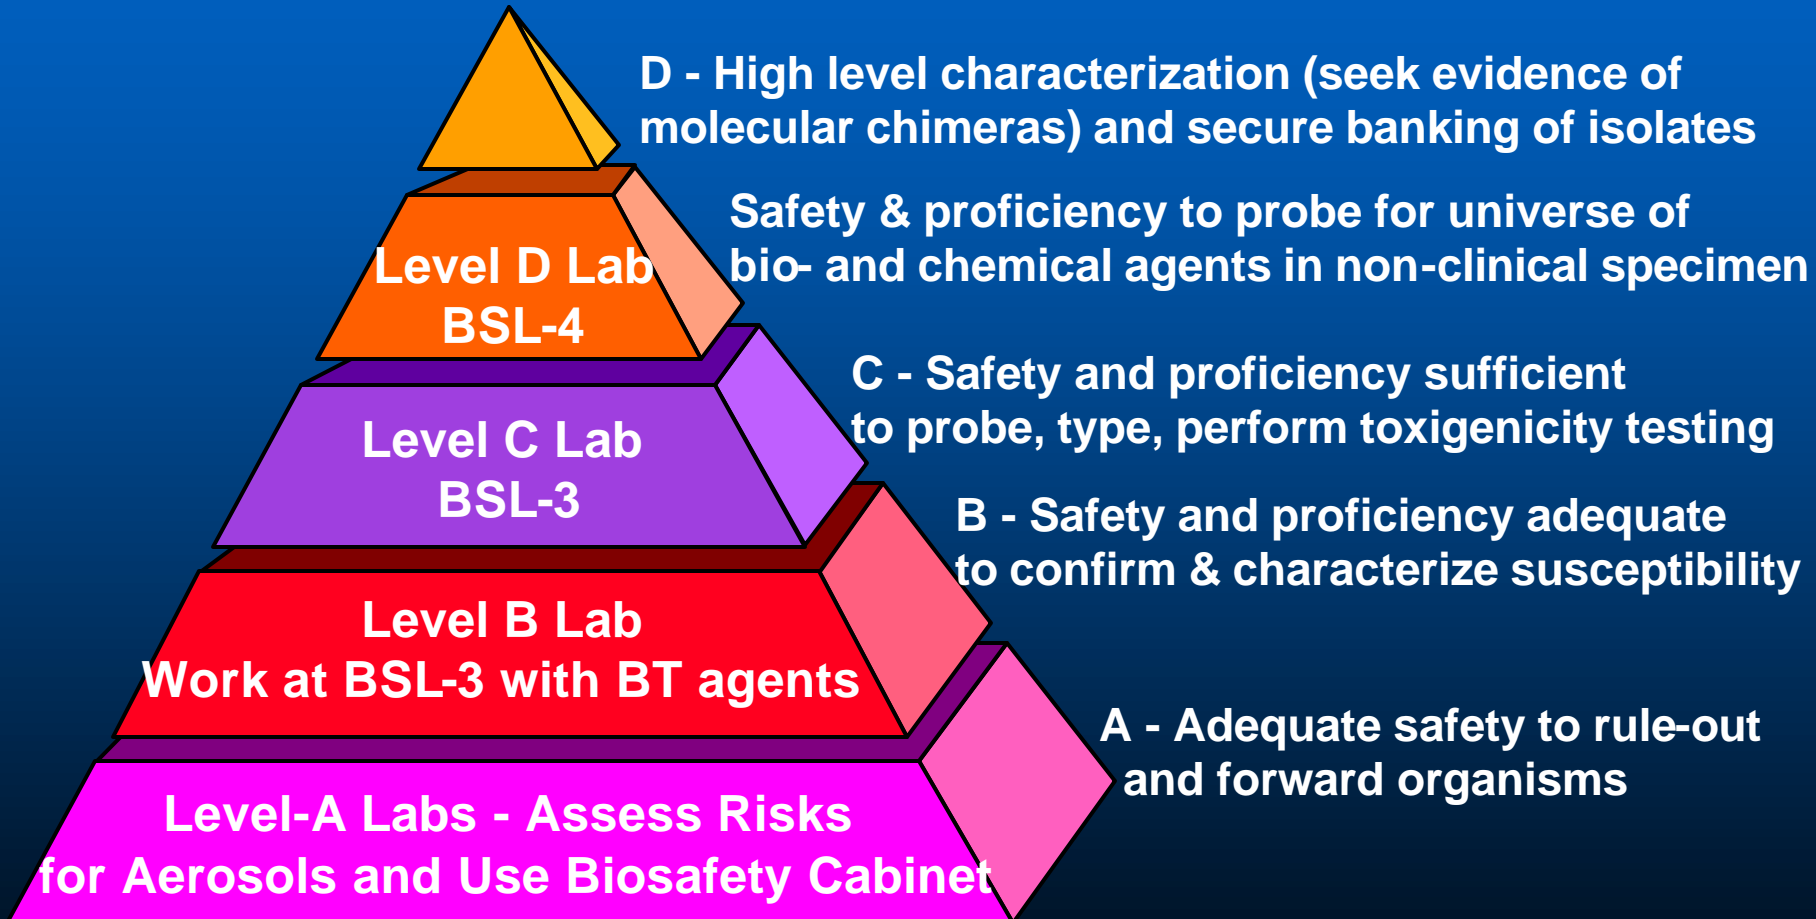 D - High level characterization (seek evidence of
molecular chimeras) and secure banking of isolates
Safety & proficiency to probe for universe of
bio- and chemical agents in non-clinical specimen
Level D Lab
BSL-4
C - Safety and proficiency sufficient
to probe, type, perform toxigenicity testing
Level C Lab
BSL-3
B - Safety and proficiency adequate
to confirm & characterize susceptibility
Level B Lab
Work at BSL-3 with BT agents
A - Adequate safety to rule-out
and forward organisms
Level-A Labs - Assess Risks
for Aerosols and Use Biosafety Cabinet